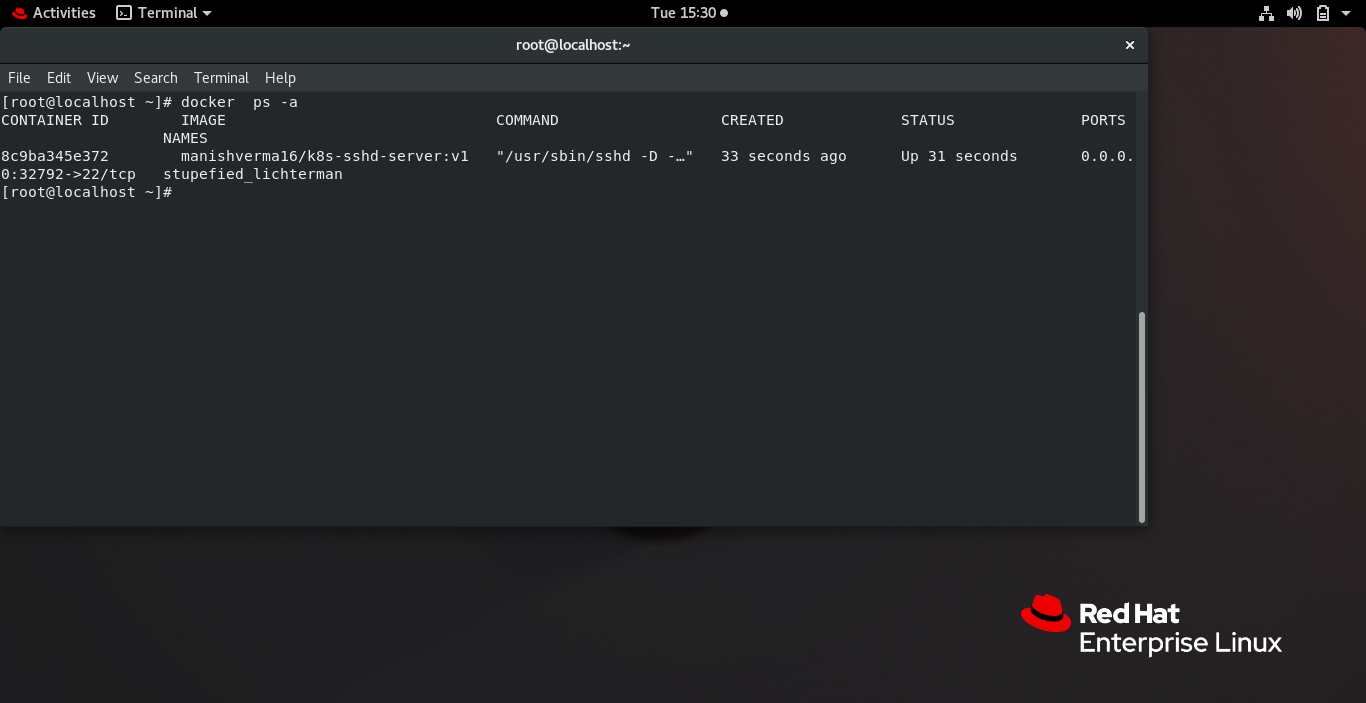 Activities Terminal Tue 15:30
root@localhost:~
File Edit View Search Terminal Help
[root@localhost ~]# docker  ps -a
CONTAINER ID        IMAGE                              COMMAND                  CREATED             STATUS              PORTS
                  NAMES
8c9ba345e372        manishverma16/k8s-sshd-server:v1   "/usr/sbin/sshd -D -…"   33 seconds ago      Up 31 seconds       0.0.0.
0:32792->22/tcp   stupefied_lichterman
[root@localhost ~]#
Red Hat
Enterprise Linux